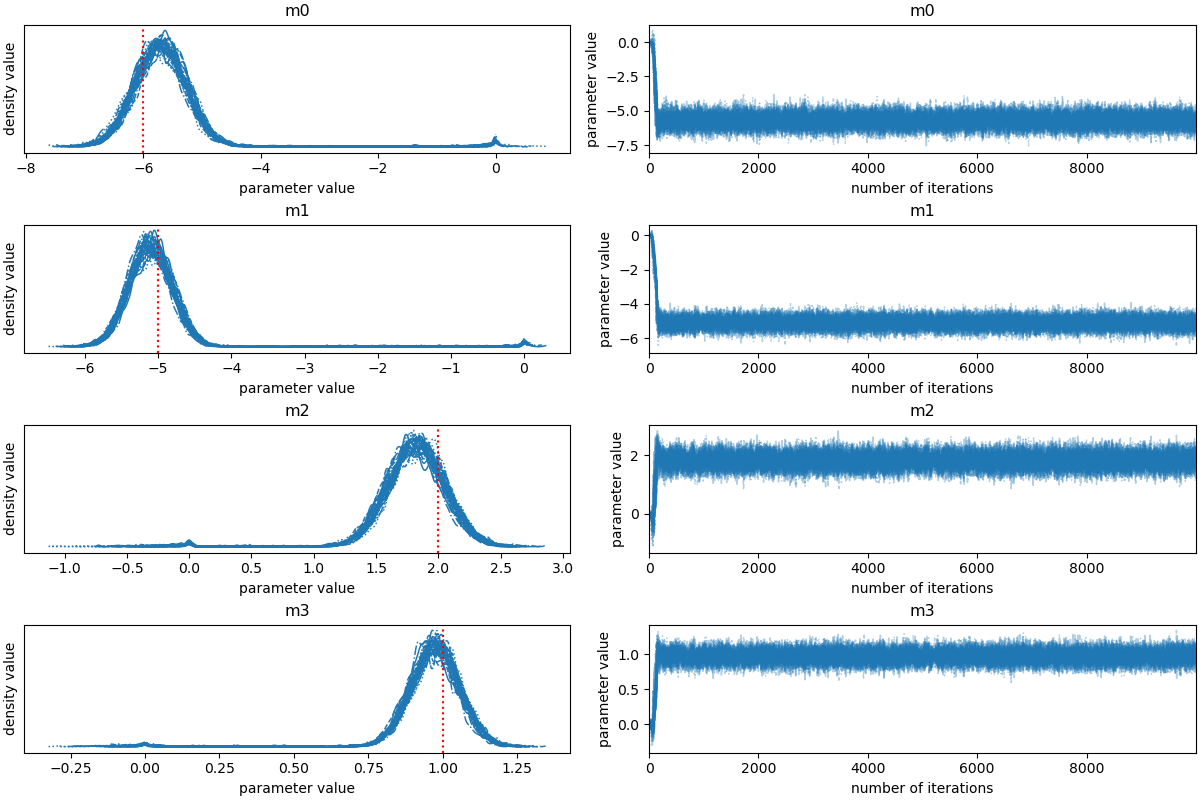 m0
m0
density value
parameter value
0.0
−2.5
−5.0
−7.5
−8 −6 −4 −2 0
0 2000 4000 6000 8000
parameter value
number of iterations
m1
m1
density value
parameter value
0
−2
−4
−6
−6 −5 −4 −3 −2 −1 0
0 2000 4000 6000 8000
parameter value
number of iterations
m2
m2
density value
parameter value
2
0
−1.0 −0.5 0.0 0.5 1.0 1.5 2.0 2.5 3.0
0 2000 4000 6000 8000
parameter value
number of iterations
m3
m3
density value
parameter value
1.0
0.5
0.0
−0.25 0.00 0.25 0.50 0.75 1.00 1.25
0 2000 4000 6000 8000
parameter value
number of iterations